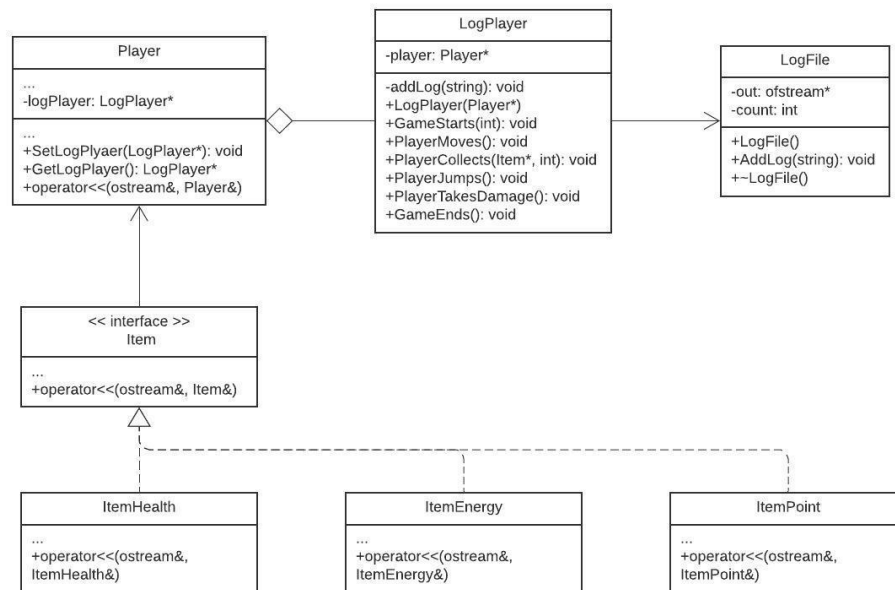 Player
...
-logPlayer: LogPlayer*
...
+SetLogPlyaer(LogPlayer*): void
+GetLogPlayer(): LogPlayer*
+operator<<(ostream&, Player&)
LogPlayer
-player: Player*
-addLog(string): void
+LogPlayer(Player*)
+GameStarts(int): void
+PlayerMoves(): void
+PlayerCollects(Item*, int): void
+PlayerJumps(): void
+PlayerTakesDamage(): void
+GameEnds(): void
LogFile
-out: ofstream*
-count: int
+LogFile()
+AddLog(string): void
+~LogFile()
<< interface >>
Item
...
+operator<<(ostream&, Item&)
ItemHealth
...
+operator<<(ostream&,
ItemHealth&)
ItemEnergy
...
+operator<<(ostream&,
ItemEnergy&)
ItemPoint
...
+operator<<(ostream&,
ItemPoint&)